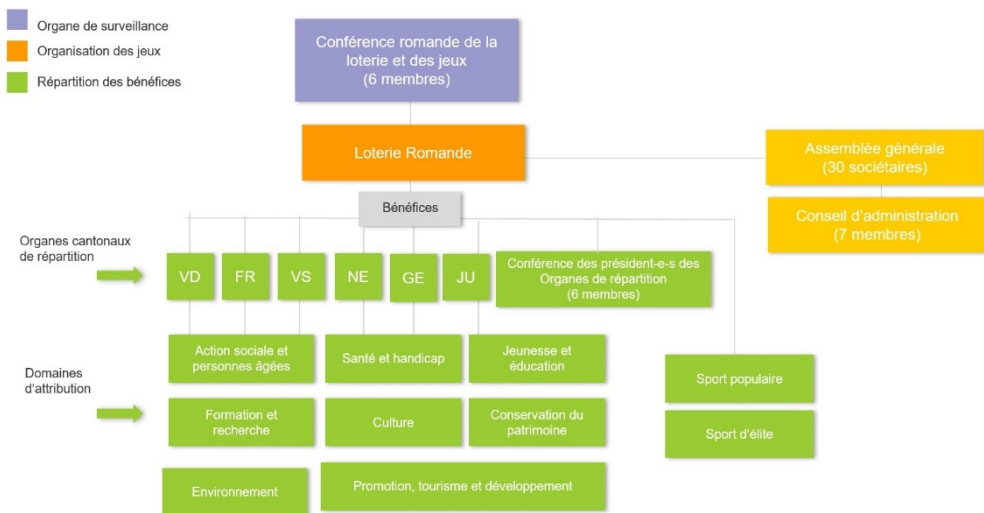 Organe de surveillance
Organisation des jeux
Répartition des bénéfices
Conférence romande de la
loterie et des jeux
(6 membres)
Loterie Romande
Assemblée générale
(30 sociétaires)
Conseil d'administration
(7 membres)
Bénéfices
Organes cantonaux
de répartition
VD
FR
VS
NE
GE
JU
Conférence des président-e-s des
Organes de répartition
(6 membres)
Domaines
d'attribution
Action sociale et
personnes âgées
Santé et handicap
Jeunesse et
éducation
Sport populaire
Formation et
recherche
Culture
Conservation du
patrimoine
Sport d'élite
Environnement
Promotion, tourisme et développement